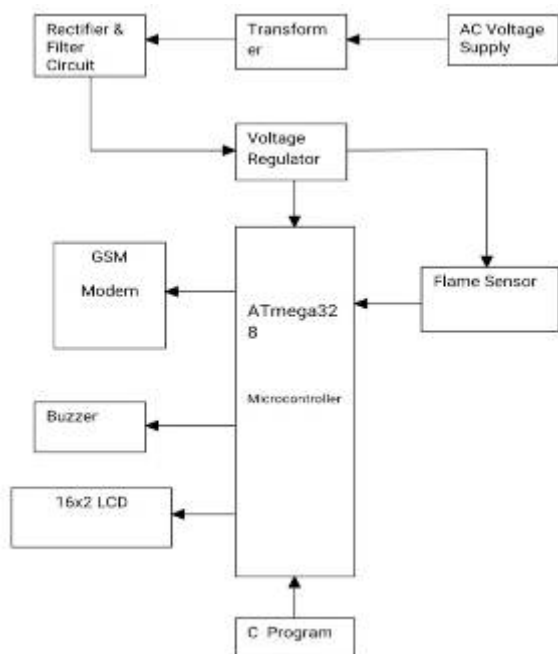 Rectifier &
Filter
Circuit
Transform
er
AC Voltage
Supply
Voltage
Regulator
GSM
Modem
ATmega32
8
Microcontroller
Flame Sensor
Buzzer
16x2 LCD
C Program